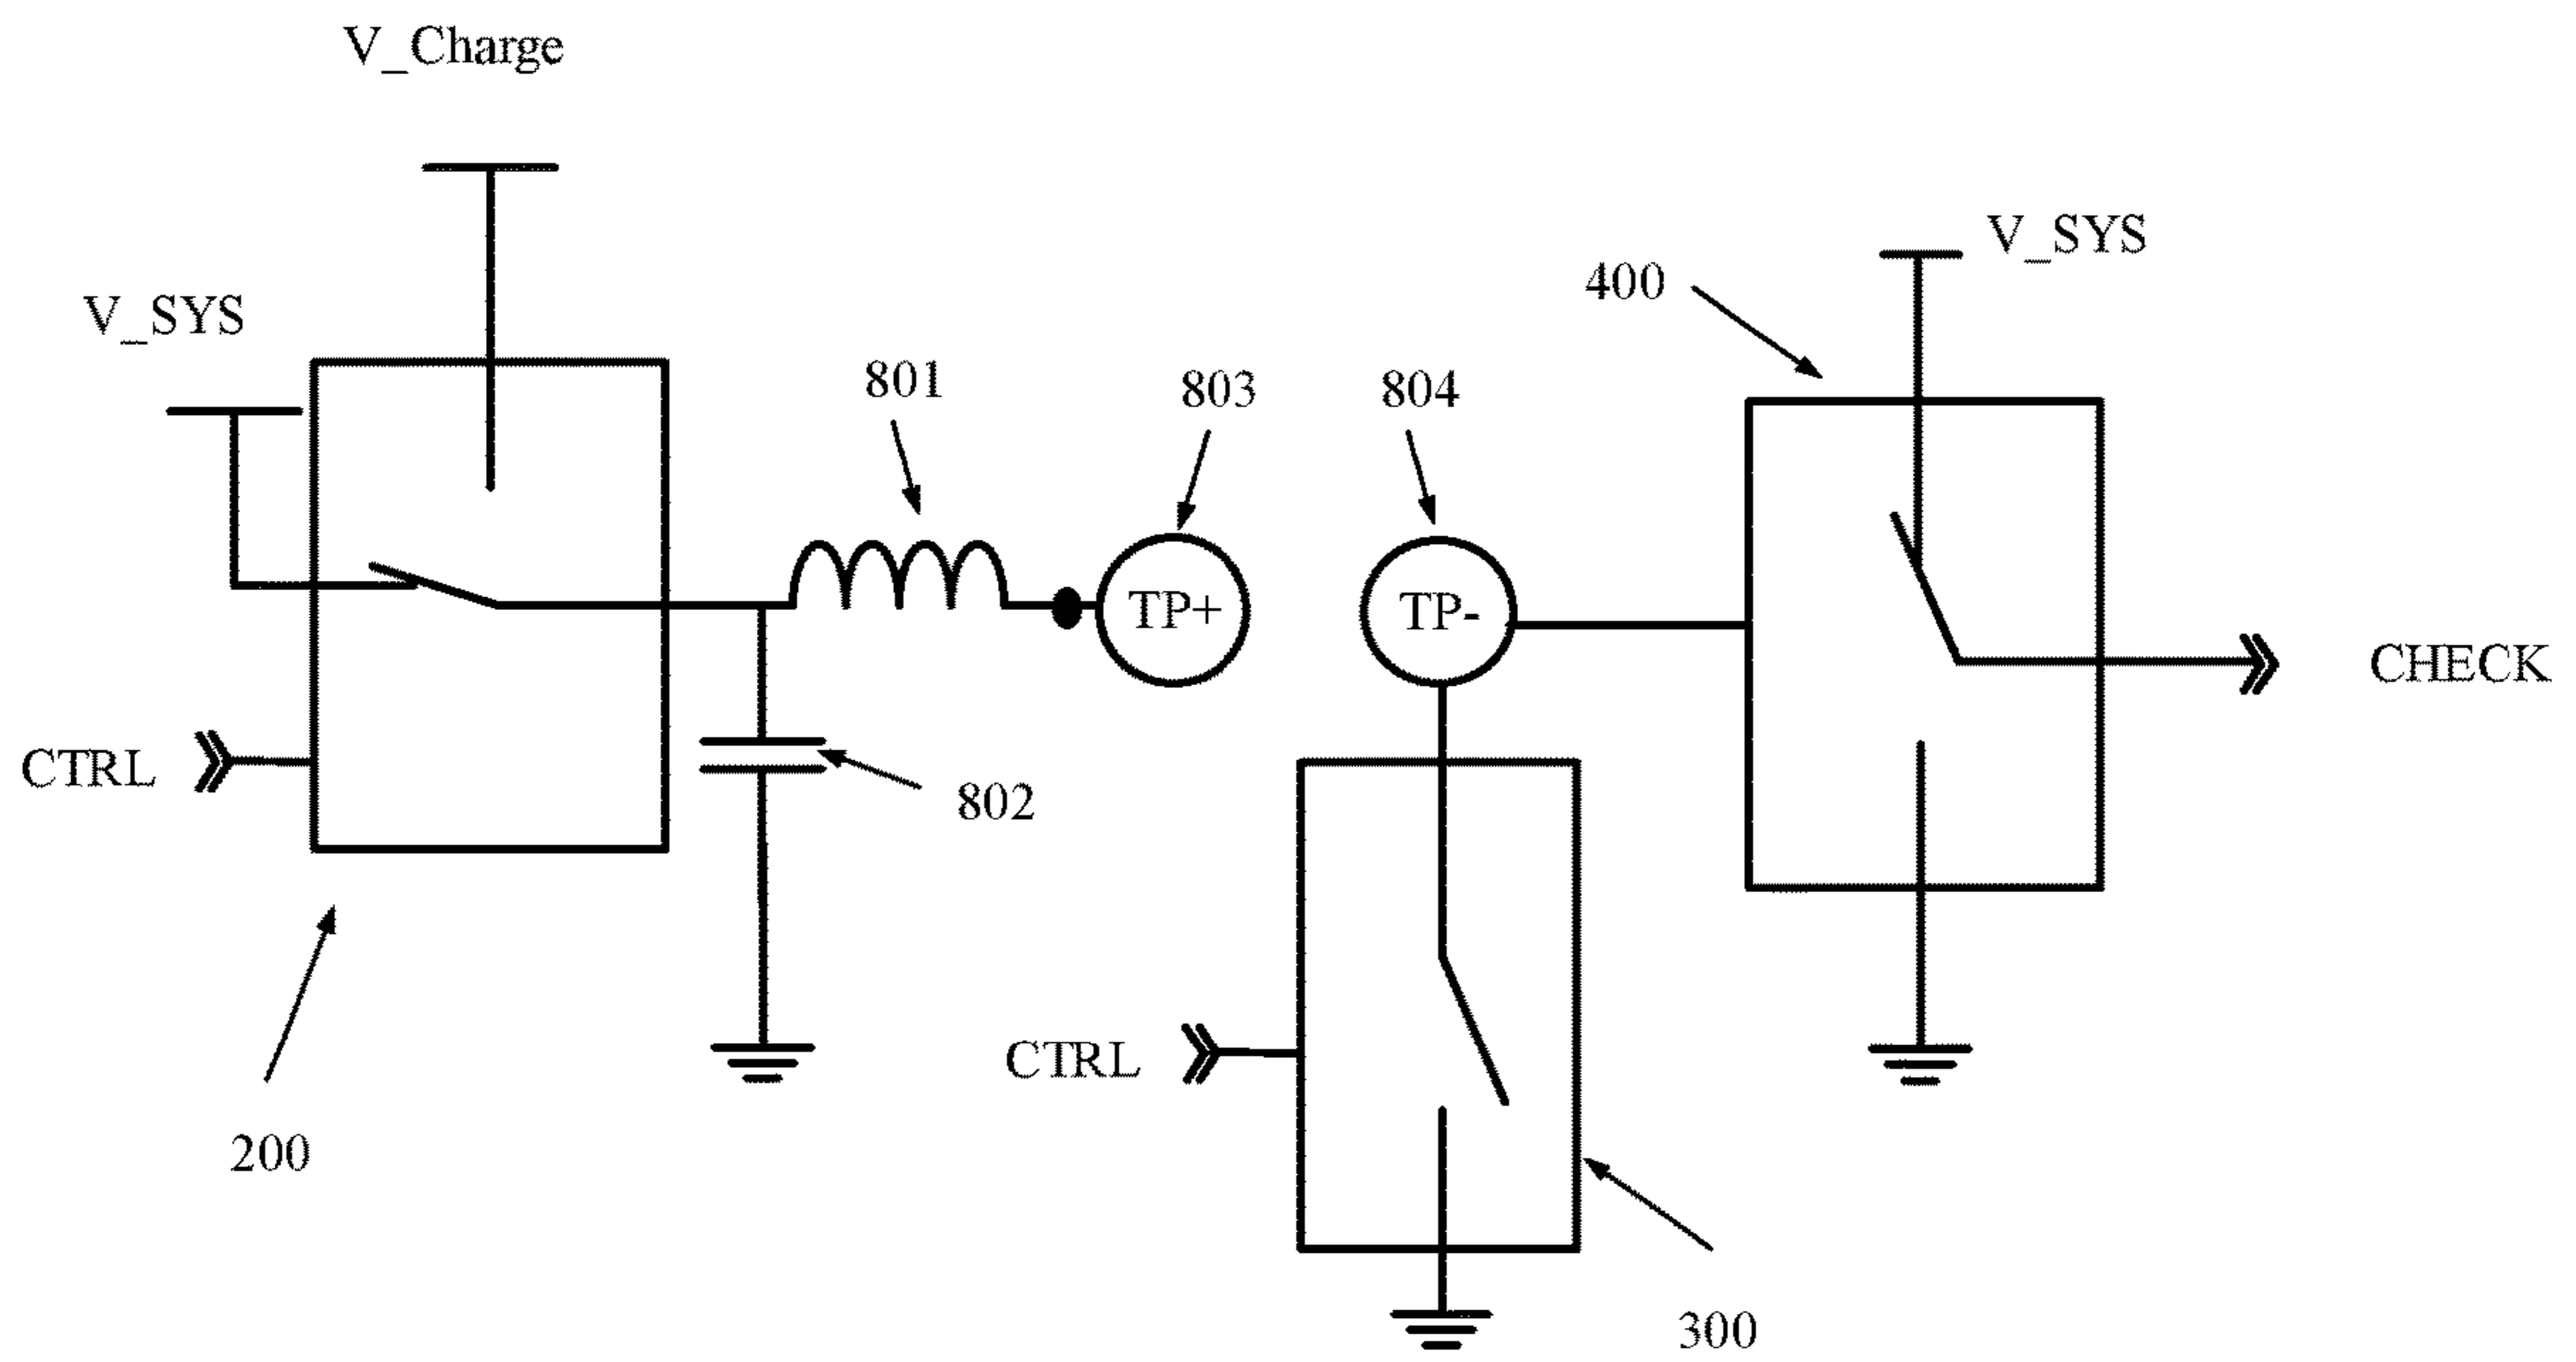 V_Charge
V_SYS
V_SYS
400
801
803
804
TP+
TP-
CHECK
CTRL
802
CTRL
200
300